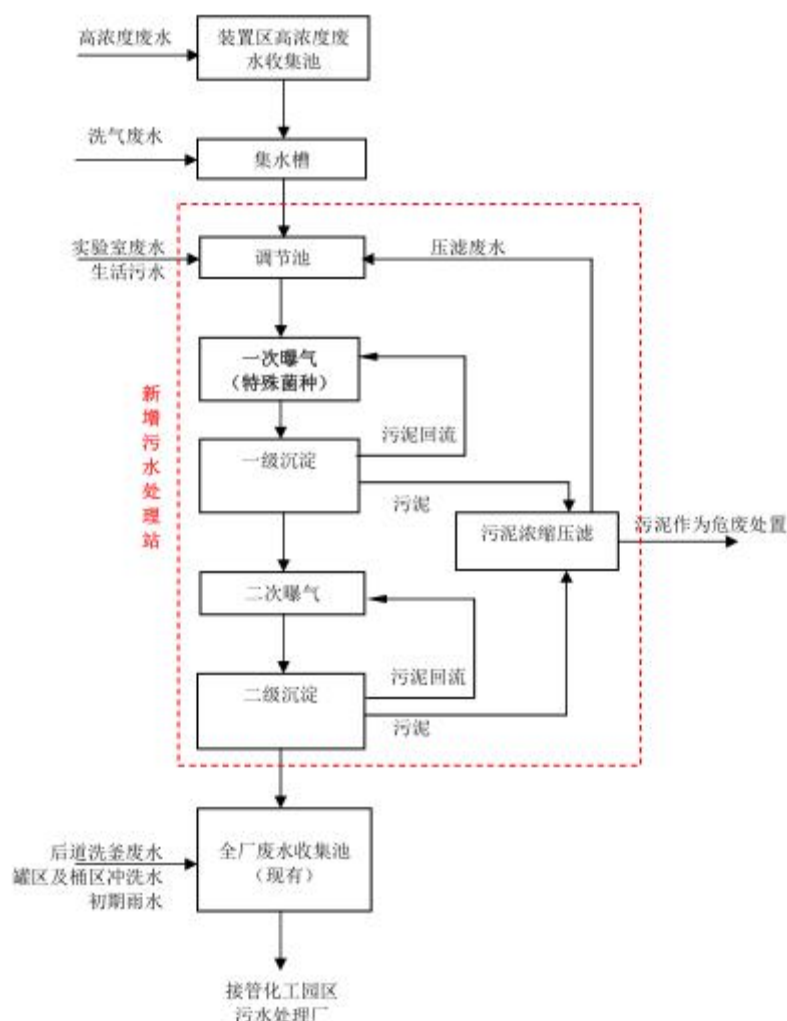 高浓度废水
装置区高浓度废
水收集池
洗气废水
集水槽
实验室废水
生活污水
调节池
压滤废水
一次曝气
（特殊菌种）
新增污水处理站
污泥回流
一级沉淀
污泥
污泥浓缩压滤
污泥作为危废处置
二次曝气
污泥回流
二级沉淀
污泥
后道洗釜废水
罐区及桶区冲洗水
初期雨水
全厂废水收集池
（现有）
接管化工园区
污水处理厂